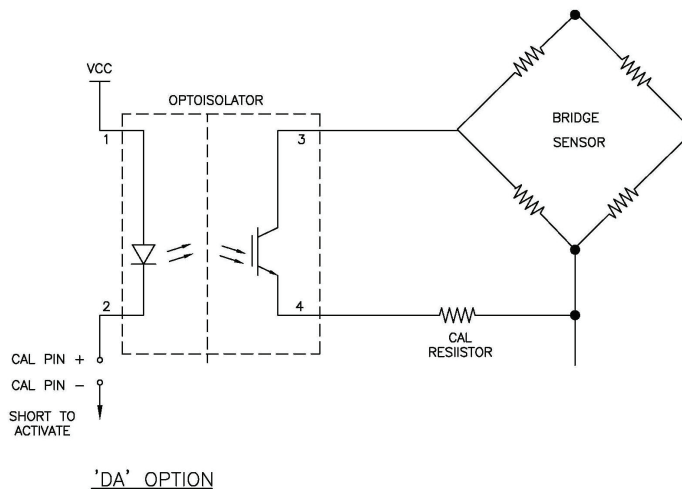 VCC
OPTOISOLATOR
1
3
BRIDGE
SENSOR
2
4
CAL
RESIISTOR
CAL PIN +
CAL PIN −
SHORT TO
ACTIVATE
'DA' OPTION